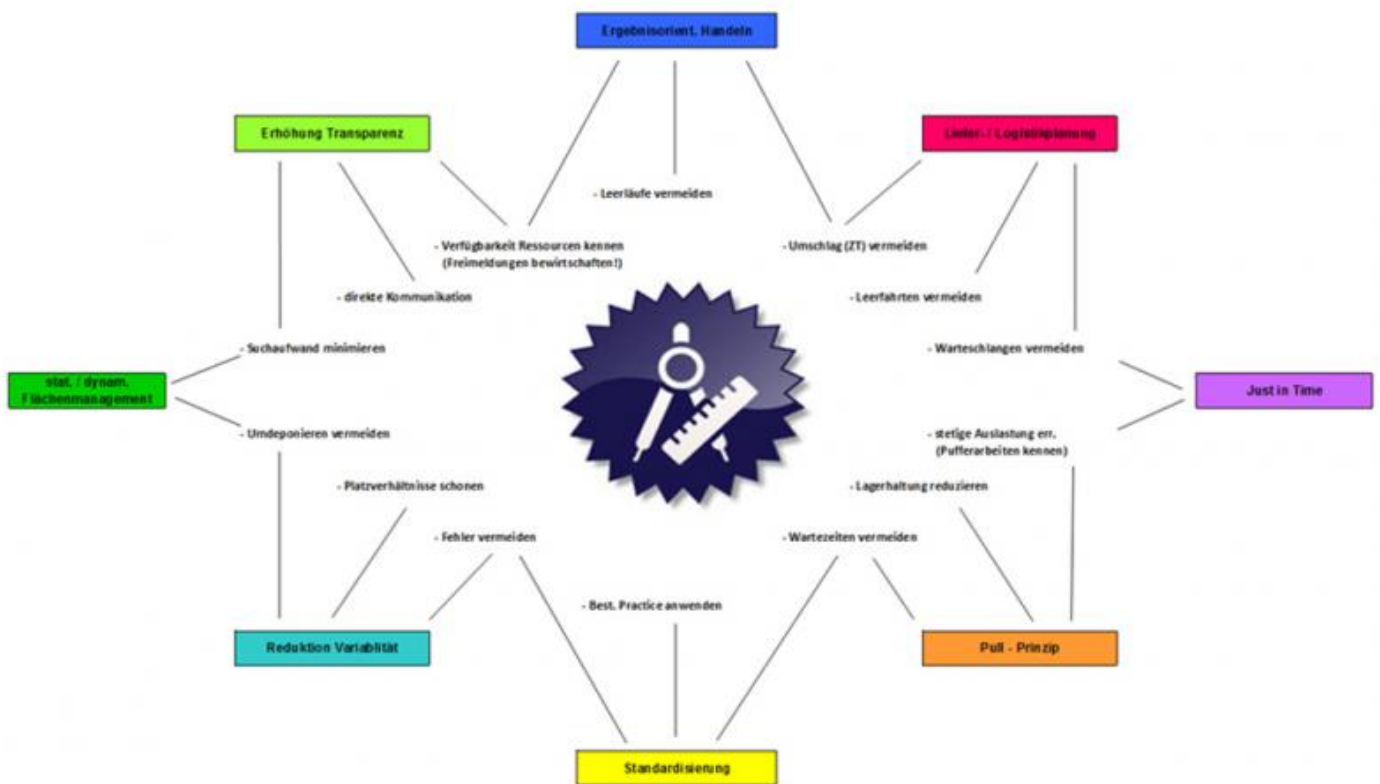 Ergebnisorient. Handeln
Erhöhung Transparenz
Liefer- / Logistikplanung
- Leerläufe vermeiden
- Verfügbarkeit Ressourcen kennen
(Freimeldungen bewirtschaften!)
- Umschlag (ZT) vermeiden
- direkte Kommunikation
- Leerfahrten vermeiden
- Suchaufwand minimieren
- Warteschlangen vermeiden
stat. / dynam.
Flächenmanagement
Just in Time
- Umdeponieren vermeiden
- stetige Auslastung err.
(Pufferarbeiten kennen)
- Platzverhältnisse schonen
- Lagerhaltung reduzieren
- Fehler vermeiden
- Wartezeiten vermeiden
- Best. Practice anwenden
Reduktion Variablität
Pull - Prinzip
Standardisierung